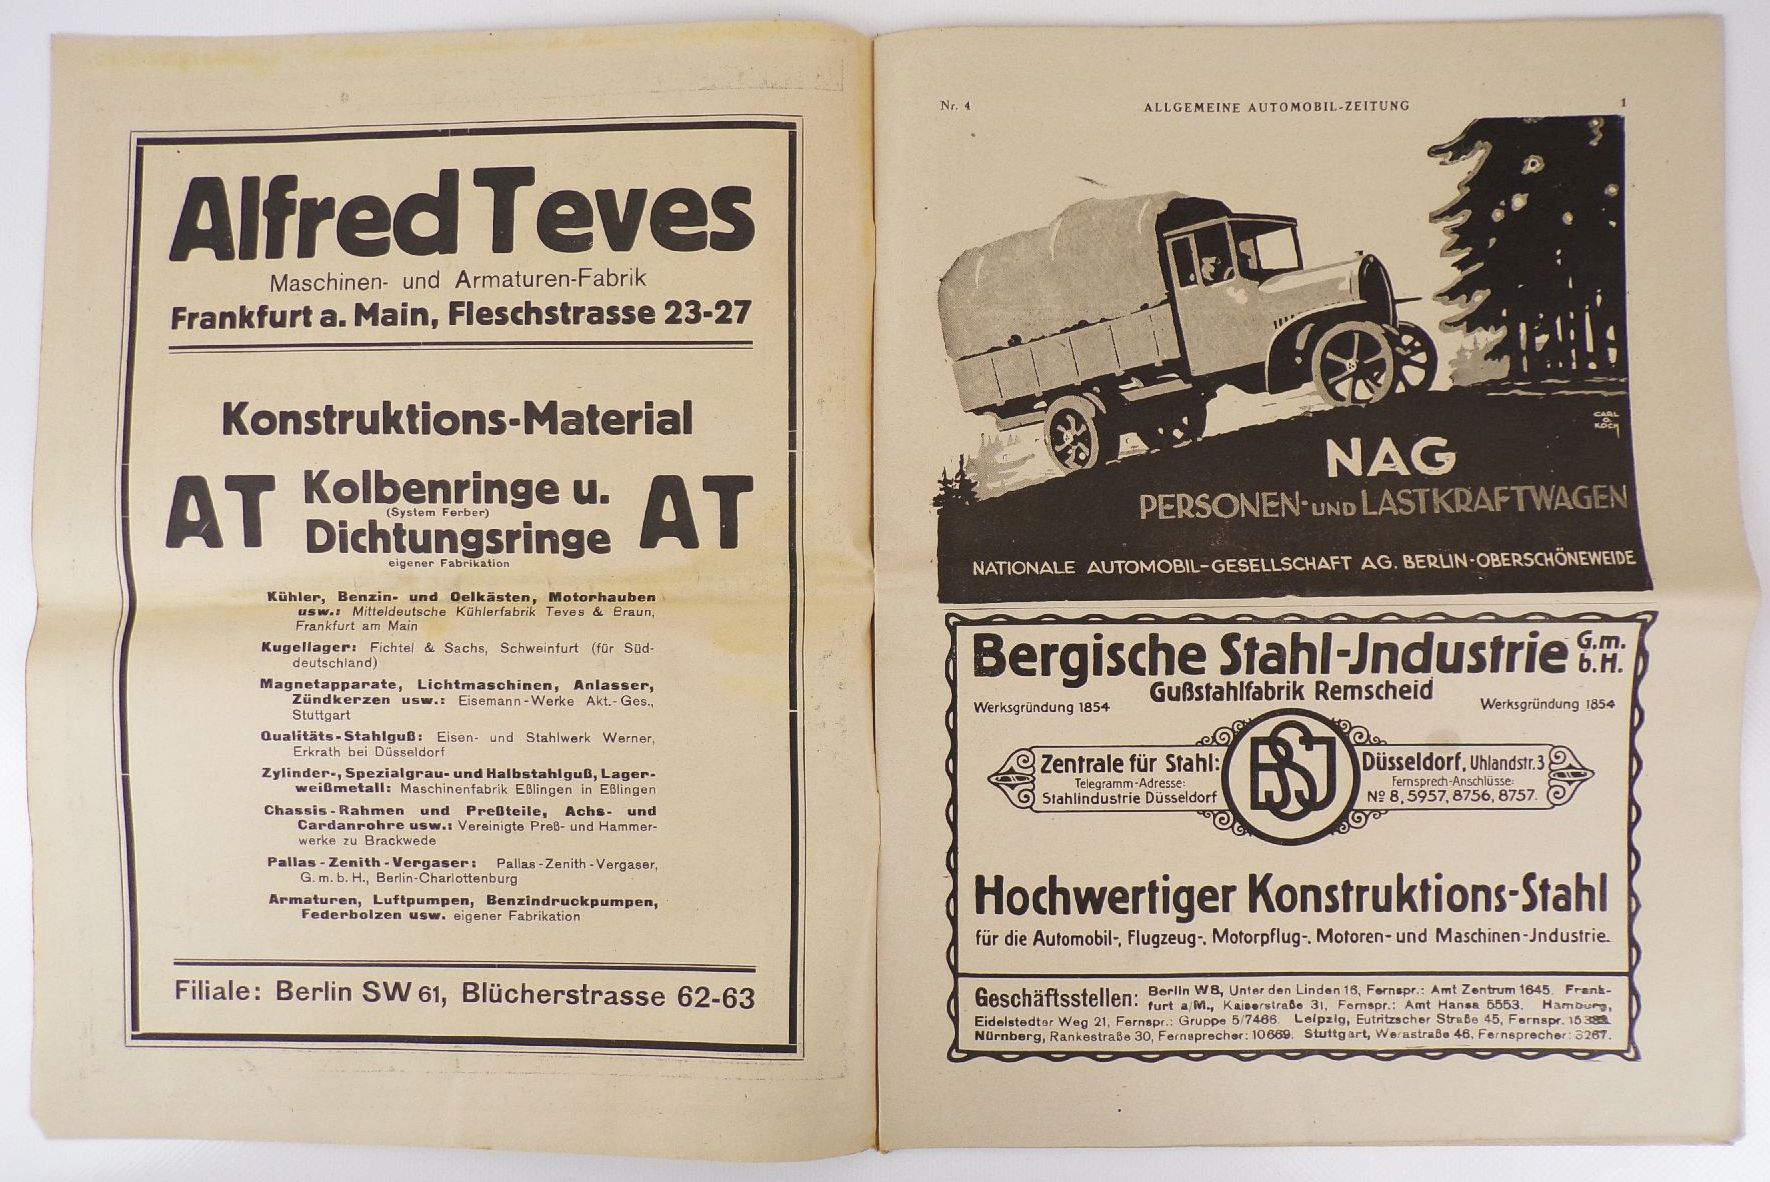 Alfred Teves
Maschinen- und Armaturen-Fabrik
Frankfurt a. Main, Fleschstrasse 23-27
Konstruktions-Material
AT
Kolbenringe u.
(System Ferber)
Dichtungsringe
eigener Fabrikation
AT
Kühler, Benzin- und Oelkästen, Motorhauben
usw.: Mitteldeutsche Kühlerfabrik Teves & Braun,
Frankfurt am Main
Kugellager: Fichtel & Sachs, Schweinfurt (für Süd-
deutschland)
Magnetapparate, Lichtmaschinen, Anlasser,
Zündkerzen usw.: Eisemann-Werke Akt.-Ges.,
Stuttgart
Qualitäts-Stahlguß: Eisen- und Stahlwerk Werner,
Erkrath bei Düsseldorf
Zylinder-, Spezialgrau- und Halbstahlguß, Lager-
weißmetall: Maschinenfabrik Eßlingen in Eßlingen
Chassis-Rahmen und Preßteile, Achs- und
Cardanrohre usw.: Vereinigte Preß- und Hammer-
werke zu Brackwede
Pallas-Zenith-Vergaser: Pallas-Zenith-Vergaser,
G. m. b. H., Berlin-Charlottenburg
Armaturen, Luftpumpen, Benzindruckpumpen,
Federbolzen usw. eigener Fabrikation
Filiale: Berlin SW 61, Blücherstrasse 62-63
Nr. 4 ALLGEMEINE AUTOMOBIL-ZEITUNG 1
CARL
O.
KOCH
NAG
PERSONEN- UND LASTKRAFTWAGEN
NATIONALE AUTOMOBIL-GESELLSCHAFT AG. BERLIN-OBERSCHÖNEWEIDE
Bergische Stahl-Jndustrie G.m.
b.H.
Gußstahlfabrik Remscheid
Werksgründung 1854 Werksgründung 1854
Zentrale für Stahl:
Telegramm-Adresse:
Stahlindustrie Düsseldorf
BSJ
Düsseldorf, Uhlandstr. 3
Fernsprech-Anschlüsse:
No 8, 5957, 8756, 8757.
Hochwertiger Konstruktions-Stahl
für die Automobil-, Flugzeug-, Motorpflug-, Motoren- und Maschinen-Jndustrie.
Geschäftsstellen: Berlin W8, Unter den Linden 16, Fernspr.: Amt Zentrum 1645. Frank-
furt a/M., Kaiserstraße 31, Fernspr.: Amt Hansa 5553. Hamburg,
Eidelstedter Weg 21, Fernspr.: Gruppe 5/7466. Leipzig, Eutritzscher Straße 45, Fernspr.
Nürnberg, Rankestraße 30, Fernsprecher: 10669. Stuttgart, Werastraße 46, Fernsprecher: 3267.